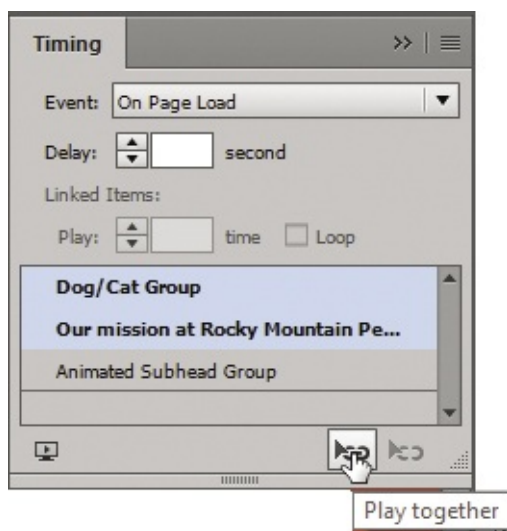 Timing
Event: On Page Load
Delay: second
Linked Items:
Play: time Loop
Dog/Cat Group
Our mission at Rocky Mountain Pe...
Animated Subhead Group
Play together